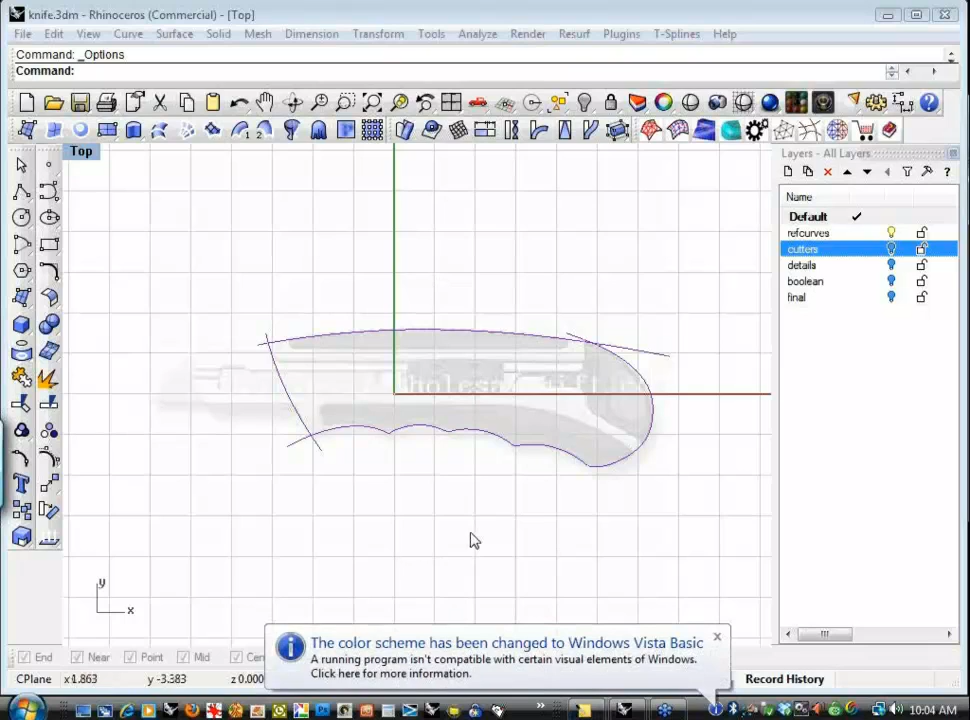 knife.3dm - Rhinoceros (Commercial) - [Top]
File Edit View Curve Surface Solid Mesh Dimension Transform Tools Analyze Render Resurf Plugins T-Splines Help
Command: _Options
Command:
Top
Layers - All Layers
Name
Default
refcurves
cutters
details
boolean
final
y
x
The color scheme has been changed to Windows Vista Basic
A running program isn't compatible with certain visual elements of Windows.
Click here for more information.
End Near Point Mid Cen
CPlane x1.863 y -3.383 z0.000 Record History
10:04 AM